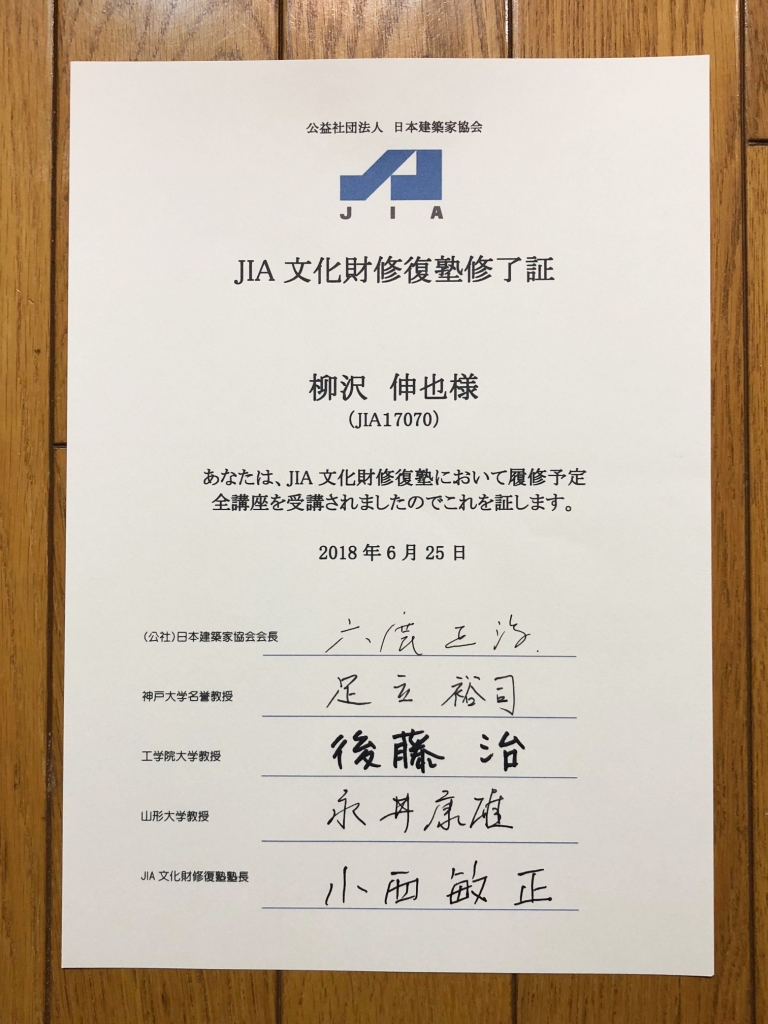 公益社団法人 日本建築家協会
JIA
JIA 文化財修復塾修了証
柳沢 伸也様
(JIA17070)
あなたは、JIA 文化財修復塾において履修予定
全講座を受講されましたのでこれを証します。
2018 年 6 月 25 日
(公社)日本建築家協会会長 六鹿 正治
神戸大学名誉教授 足立 裕司
工学院大学教授 後藤 治
山形大学教授 永井康雄
JIA 文化財修復塾塾長 小西 敏正